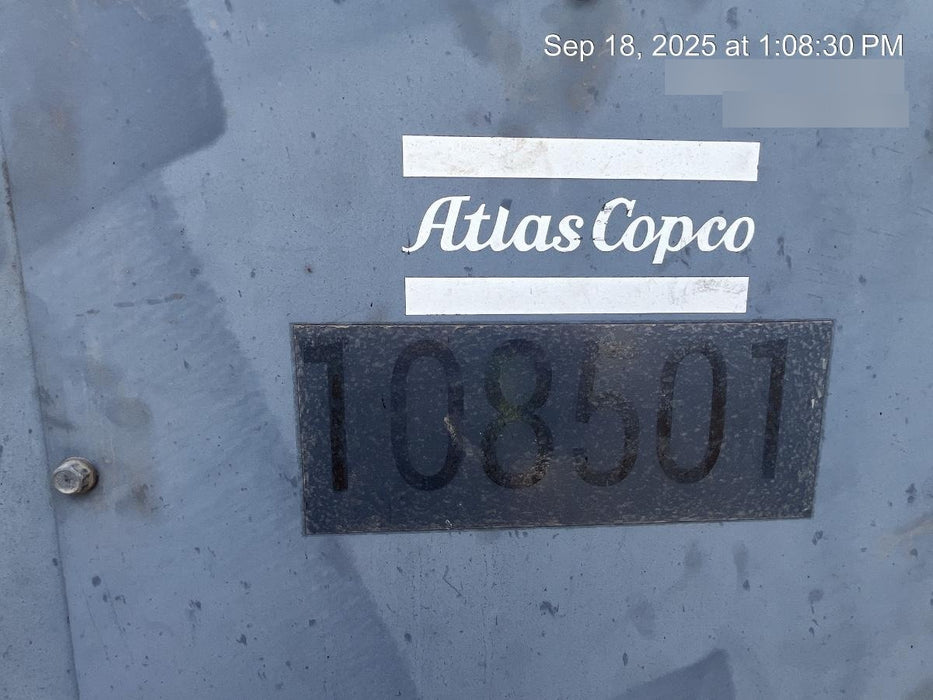 Sep 18, 2025 at 1:08:30 PM
Atlas Copco
108501